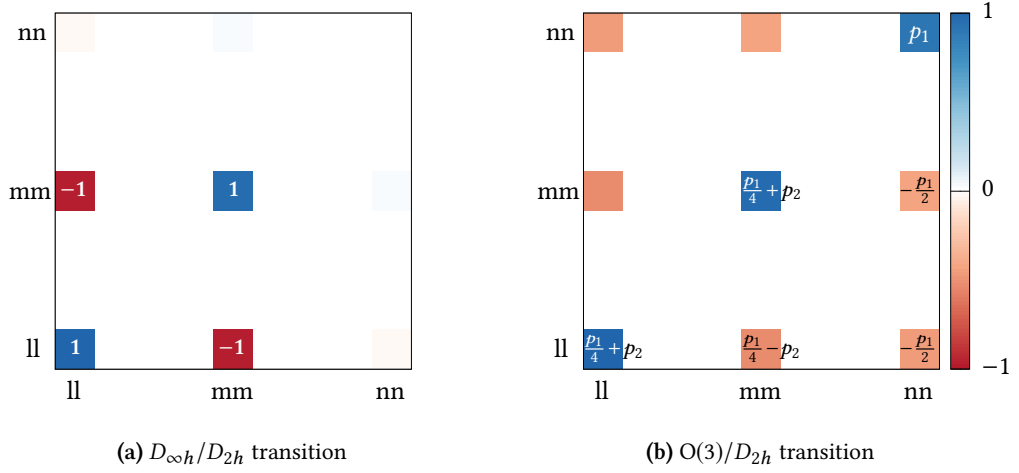 nn
mm
ll
−1
1
1
−1
ll
mm
nn
(a) D∞h/D2h transition
p1
p1/4 + p2
−p1/2
p1/4 + p2
p1/4 − p2
−p1/2
nn
mm
ll
ll
mm
nn
(b) O(3)/D2h transition
1
0
−1